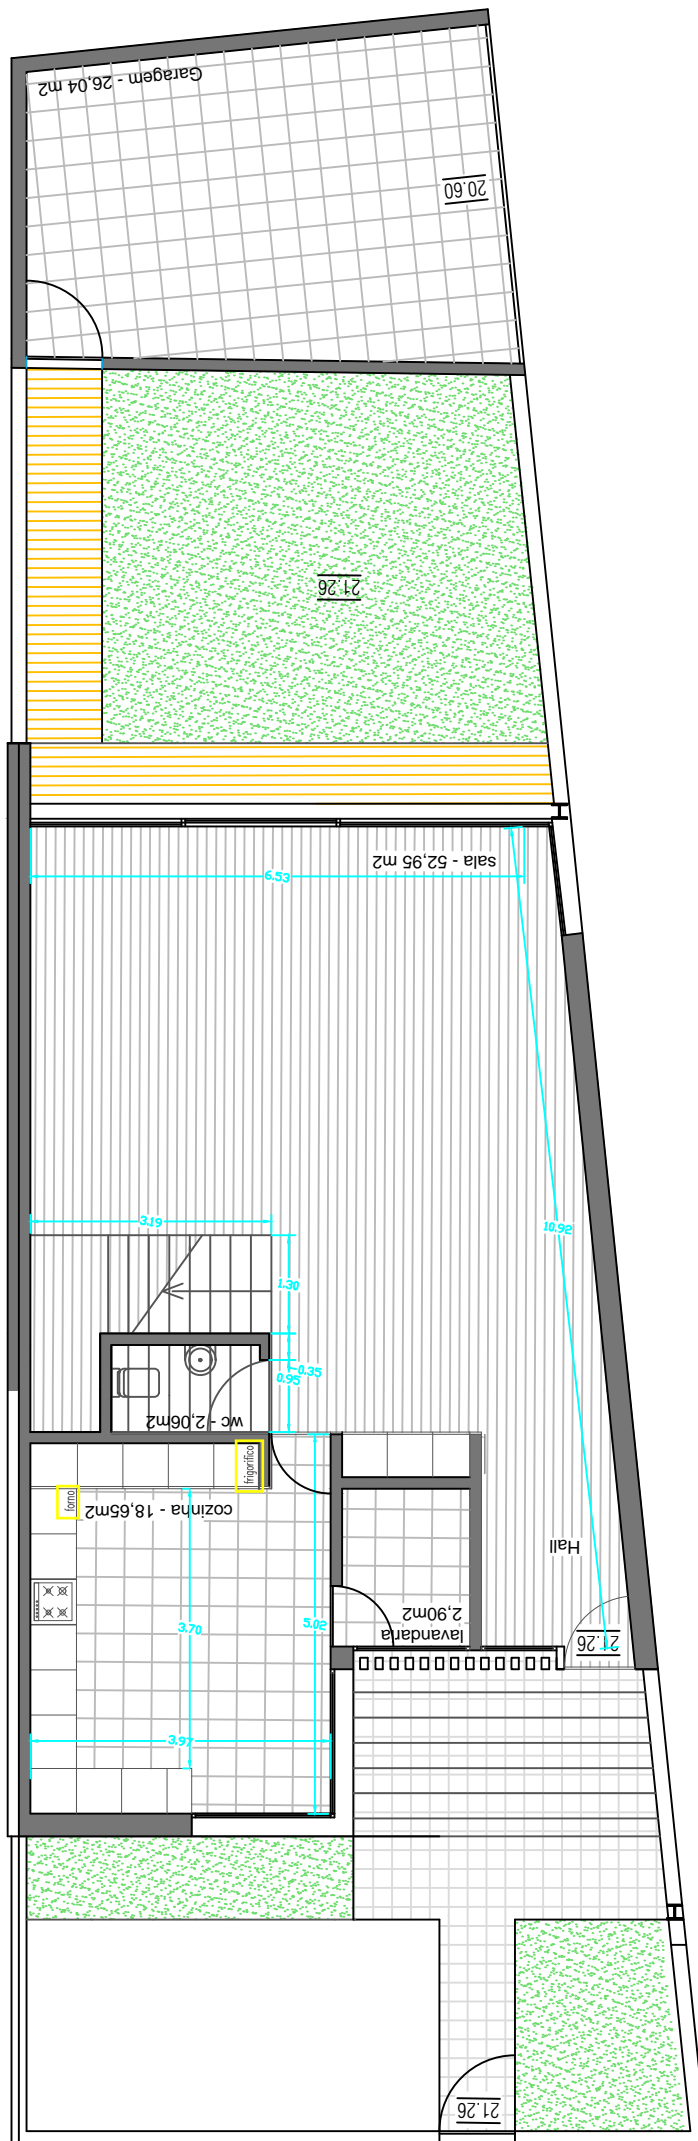 Garagem - 26,04 m2
20.60
21.26
sala - 52,95 m2
6.53
10.92
3.19
1.30
0.35
0.95
wc - 2,06m2
frigorifico
forno
cozinha - 18,65m2
Hall
lavandaria
2,90m2
21.26
3.70
5.02
3.97
21.26